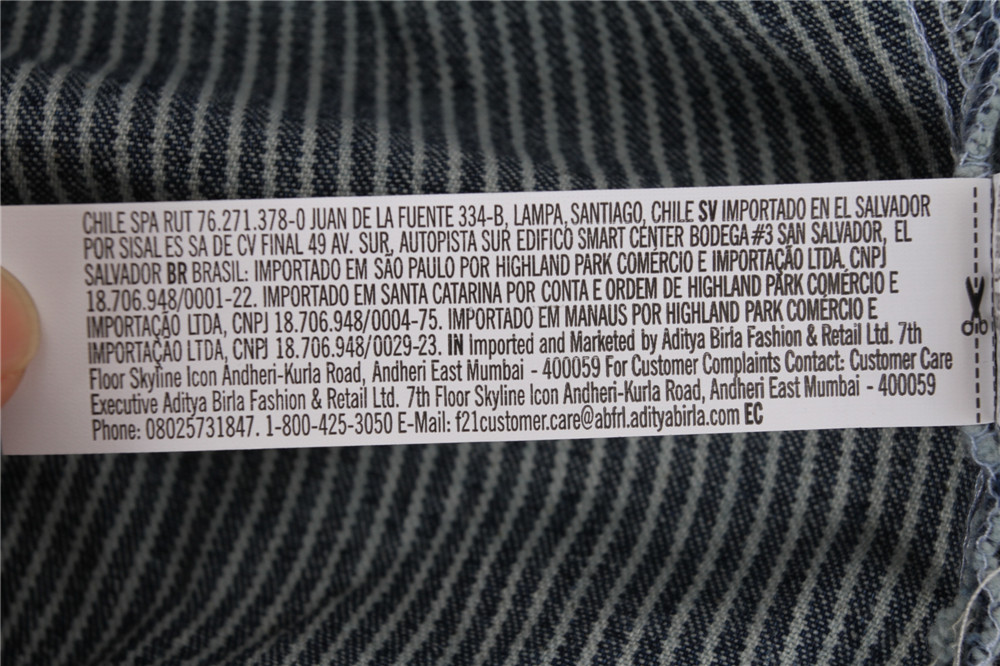 CHILE SPA RUT 76.271.378-0 JUAN DE LA FUENTE 334-B, LAMPA, SANTIAGO, CHILE SV IMPORTADO EN EL SALVADOR
POR SISAL ES SA DE CV FINAL 49 AV. SUR, AUTOPISTA SUR EDIFICO SMART CENTER BODEGA #3 SAN SALVADOR, EL
SALVADOR BR BRASIL: IMPORTADO EM SÃO PAULO POR HIGHLAND PARK COMÉRCIO E IMPORTAÇÃO LTDA, CNPJ
18.706.948/0001-22. IMPORTADO EM SANTA CATARINA POR CONTA E ORDEM DE HIGHLAND PARK COMÉRCIO E
IMPORTAÇÃO LTDA, CNPJ 18.706.948/0004-75. IMPORTADO EM MANAUS POR HIGHLAND PARK COMÉRCIO E
IMPORTAÇÃO LTDA, CNPJ 18.706.948/0029-23. IN Imported and Marketed by Aditya Birla Fashion & Retail Ltd. 7th
Floor Skyline Icon Andheri-Kurla Road, Andheri East Mumbai - 400059 For Customer Complaints Contact: Customer Care
Executive Aditya Birla Fashion & Retail Ltd. 7th Floor Skyline Icon Andheri-Kurla Road, Andheri East Mumbai - 400059
Phone: 08025731847. 1-800-425-3050 E-Mail: f21customer.care@abfrl.adityabirla.com EC